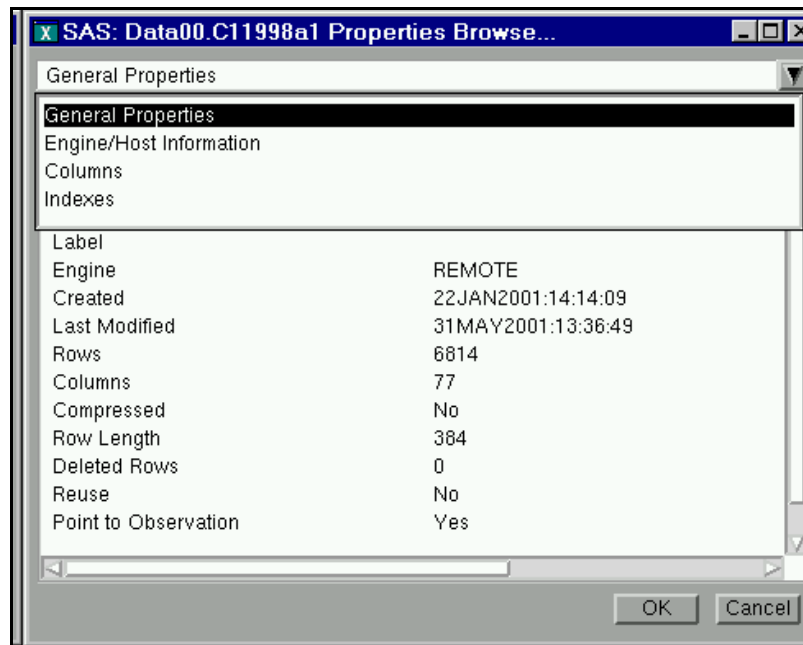 X SAS: Data00.C11998a1 Properties Browse...
General Properties
General Properties
Engine/Host Information
Columns
Indexes
Label
Engine REMOTE
Created 22JAN2001:14:14:09
Last Modified 31MAY2001:13:36:49
Rows 6814
Columns 77
Compressed No
Row Length 384
Deleted Rows 0
Reuse No
Point to Observation Yes
OK Cancel